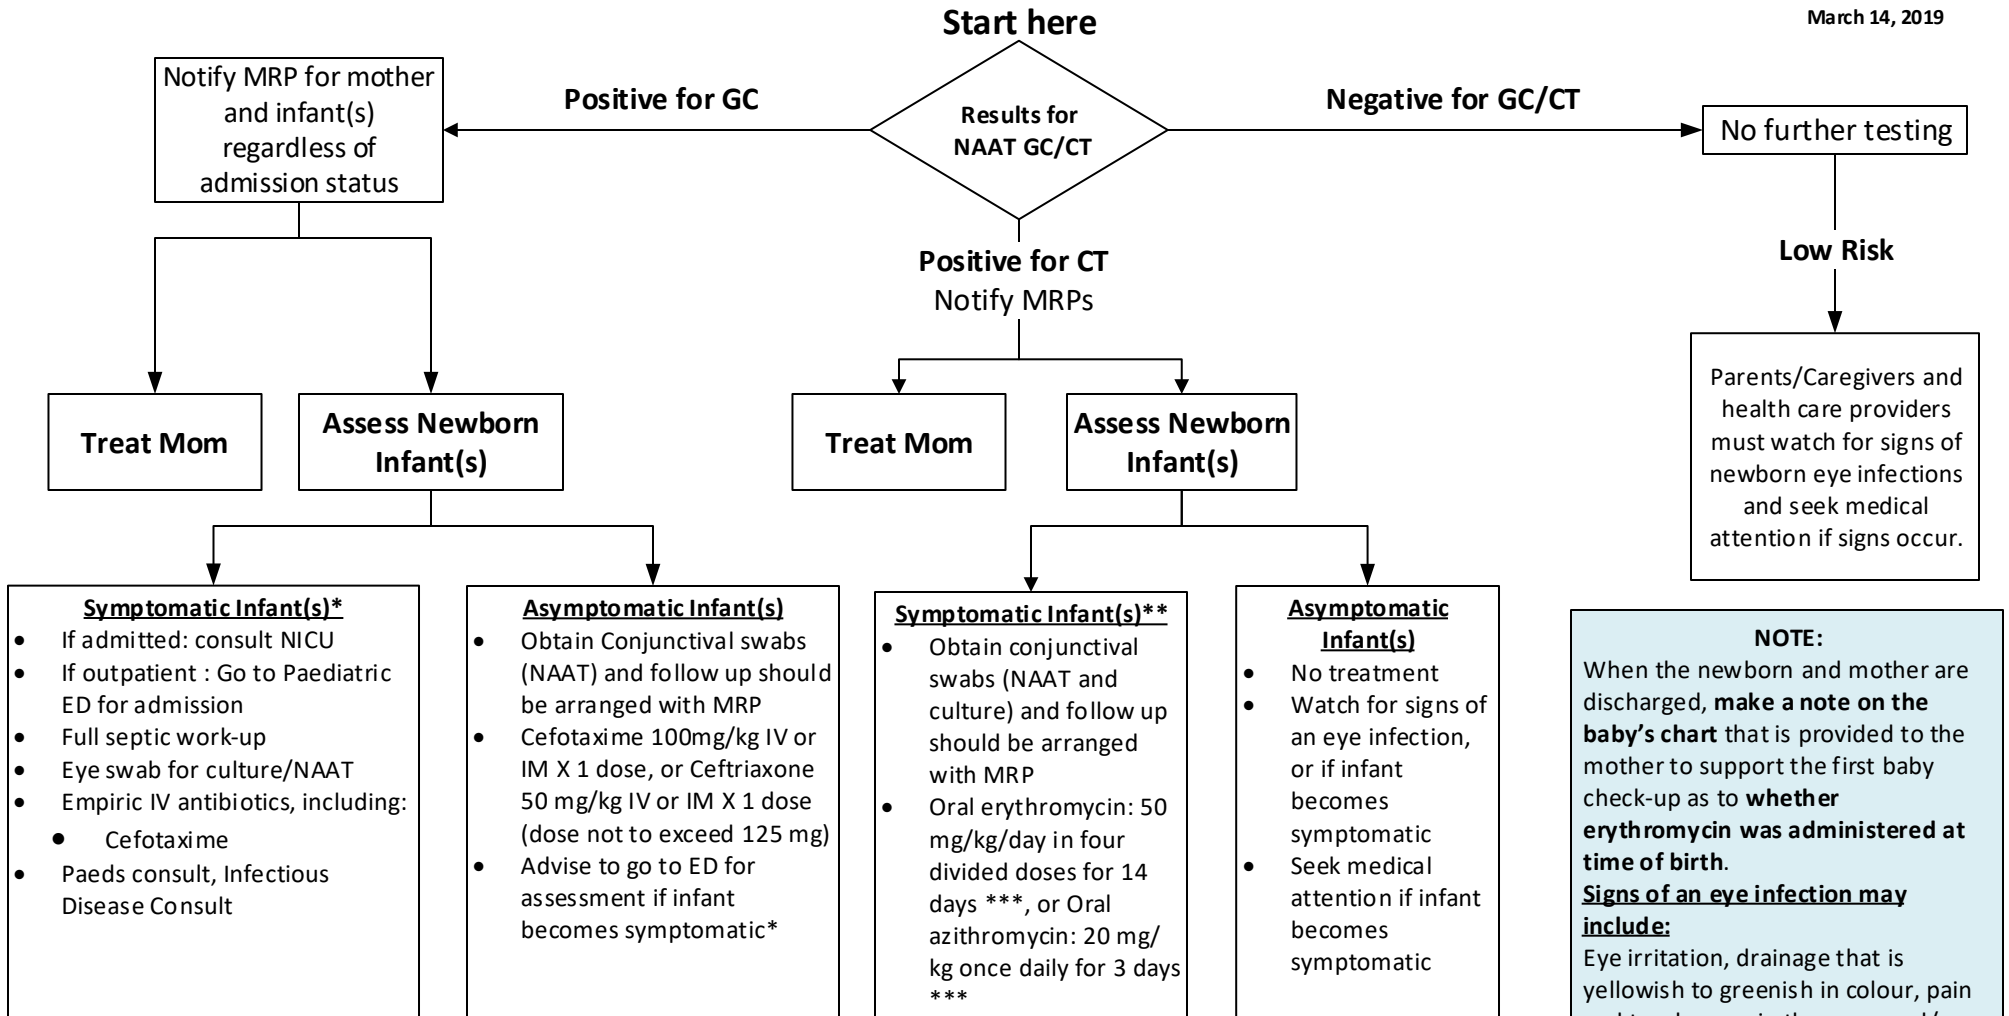 Start here
March 14, 2019
Notify MRP for mother
and infant(s)
regardless of
admission status
Positive for GC
Results for
NAAT GC/CT
Negative for GC/CT
No further testing
Positive for CT
Notify MRPs
Low Risk
Treat Mom
Assess Newborn
Infant(s)
Treat Mom
Assess Newborn
Infant(s)
Parents/Caregivers and
health care providers
must watch for signs of
newborn eye infections
and seek medical
attention if signs occur.
Symptomatic Infant(s)*
• If admitted: consult NICU
• If outpatient : Go to Paediatric
ED for admission
• Full septic work-up
• Eye swab for culture/NAAT
• Empiric IV antibiotics, including:
• Cefotaxime
• Paeds consult, Infectious
Disease Consult
Asymptomatic Infant(s)
• Obtain Conjunctival swabs
(NAAT) and follow up should
be arranged with MRP
• Cefotaxime 100mg/kg IV or
IM X 1 dose, or Ceftriaxone
50 mg/kg IV or IM X 1 dose
(dose not to exceed 125 mg)
• Advise to go to ED for
assessment if infant
becomes symptomatic*
Symptomatic Infant(s)**
• Obtain conjunctival
swabs (NAAT and
culture) and follow up
should be arranged
with MRP
• Oral erythromycin: 50
mg/kg/day in four
divided doses for 14
days ***, or Oral
azithromycin: 20 mg/
kg once daily for 3 days
***
Asymptomatic
Infant(s)
• No treatment
• Watch for signs of
an eye infection,
or if infant
becomes
symptomatic
• Seek medical
attention if infant
becomes
symptomatic
NOTE:
When the newborn and mother are
discharged, make a note on the
baby's chart that is provided to the
mother to support the first baby
check-up as to whether
erythromycin was administered at
time of birth.
Signs of an eye infection may
include:
Eye irritation, drainage that is
yellowish to greenish in colour, pain